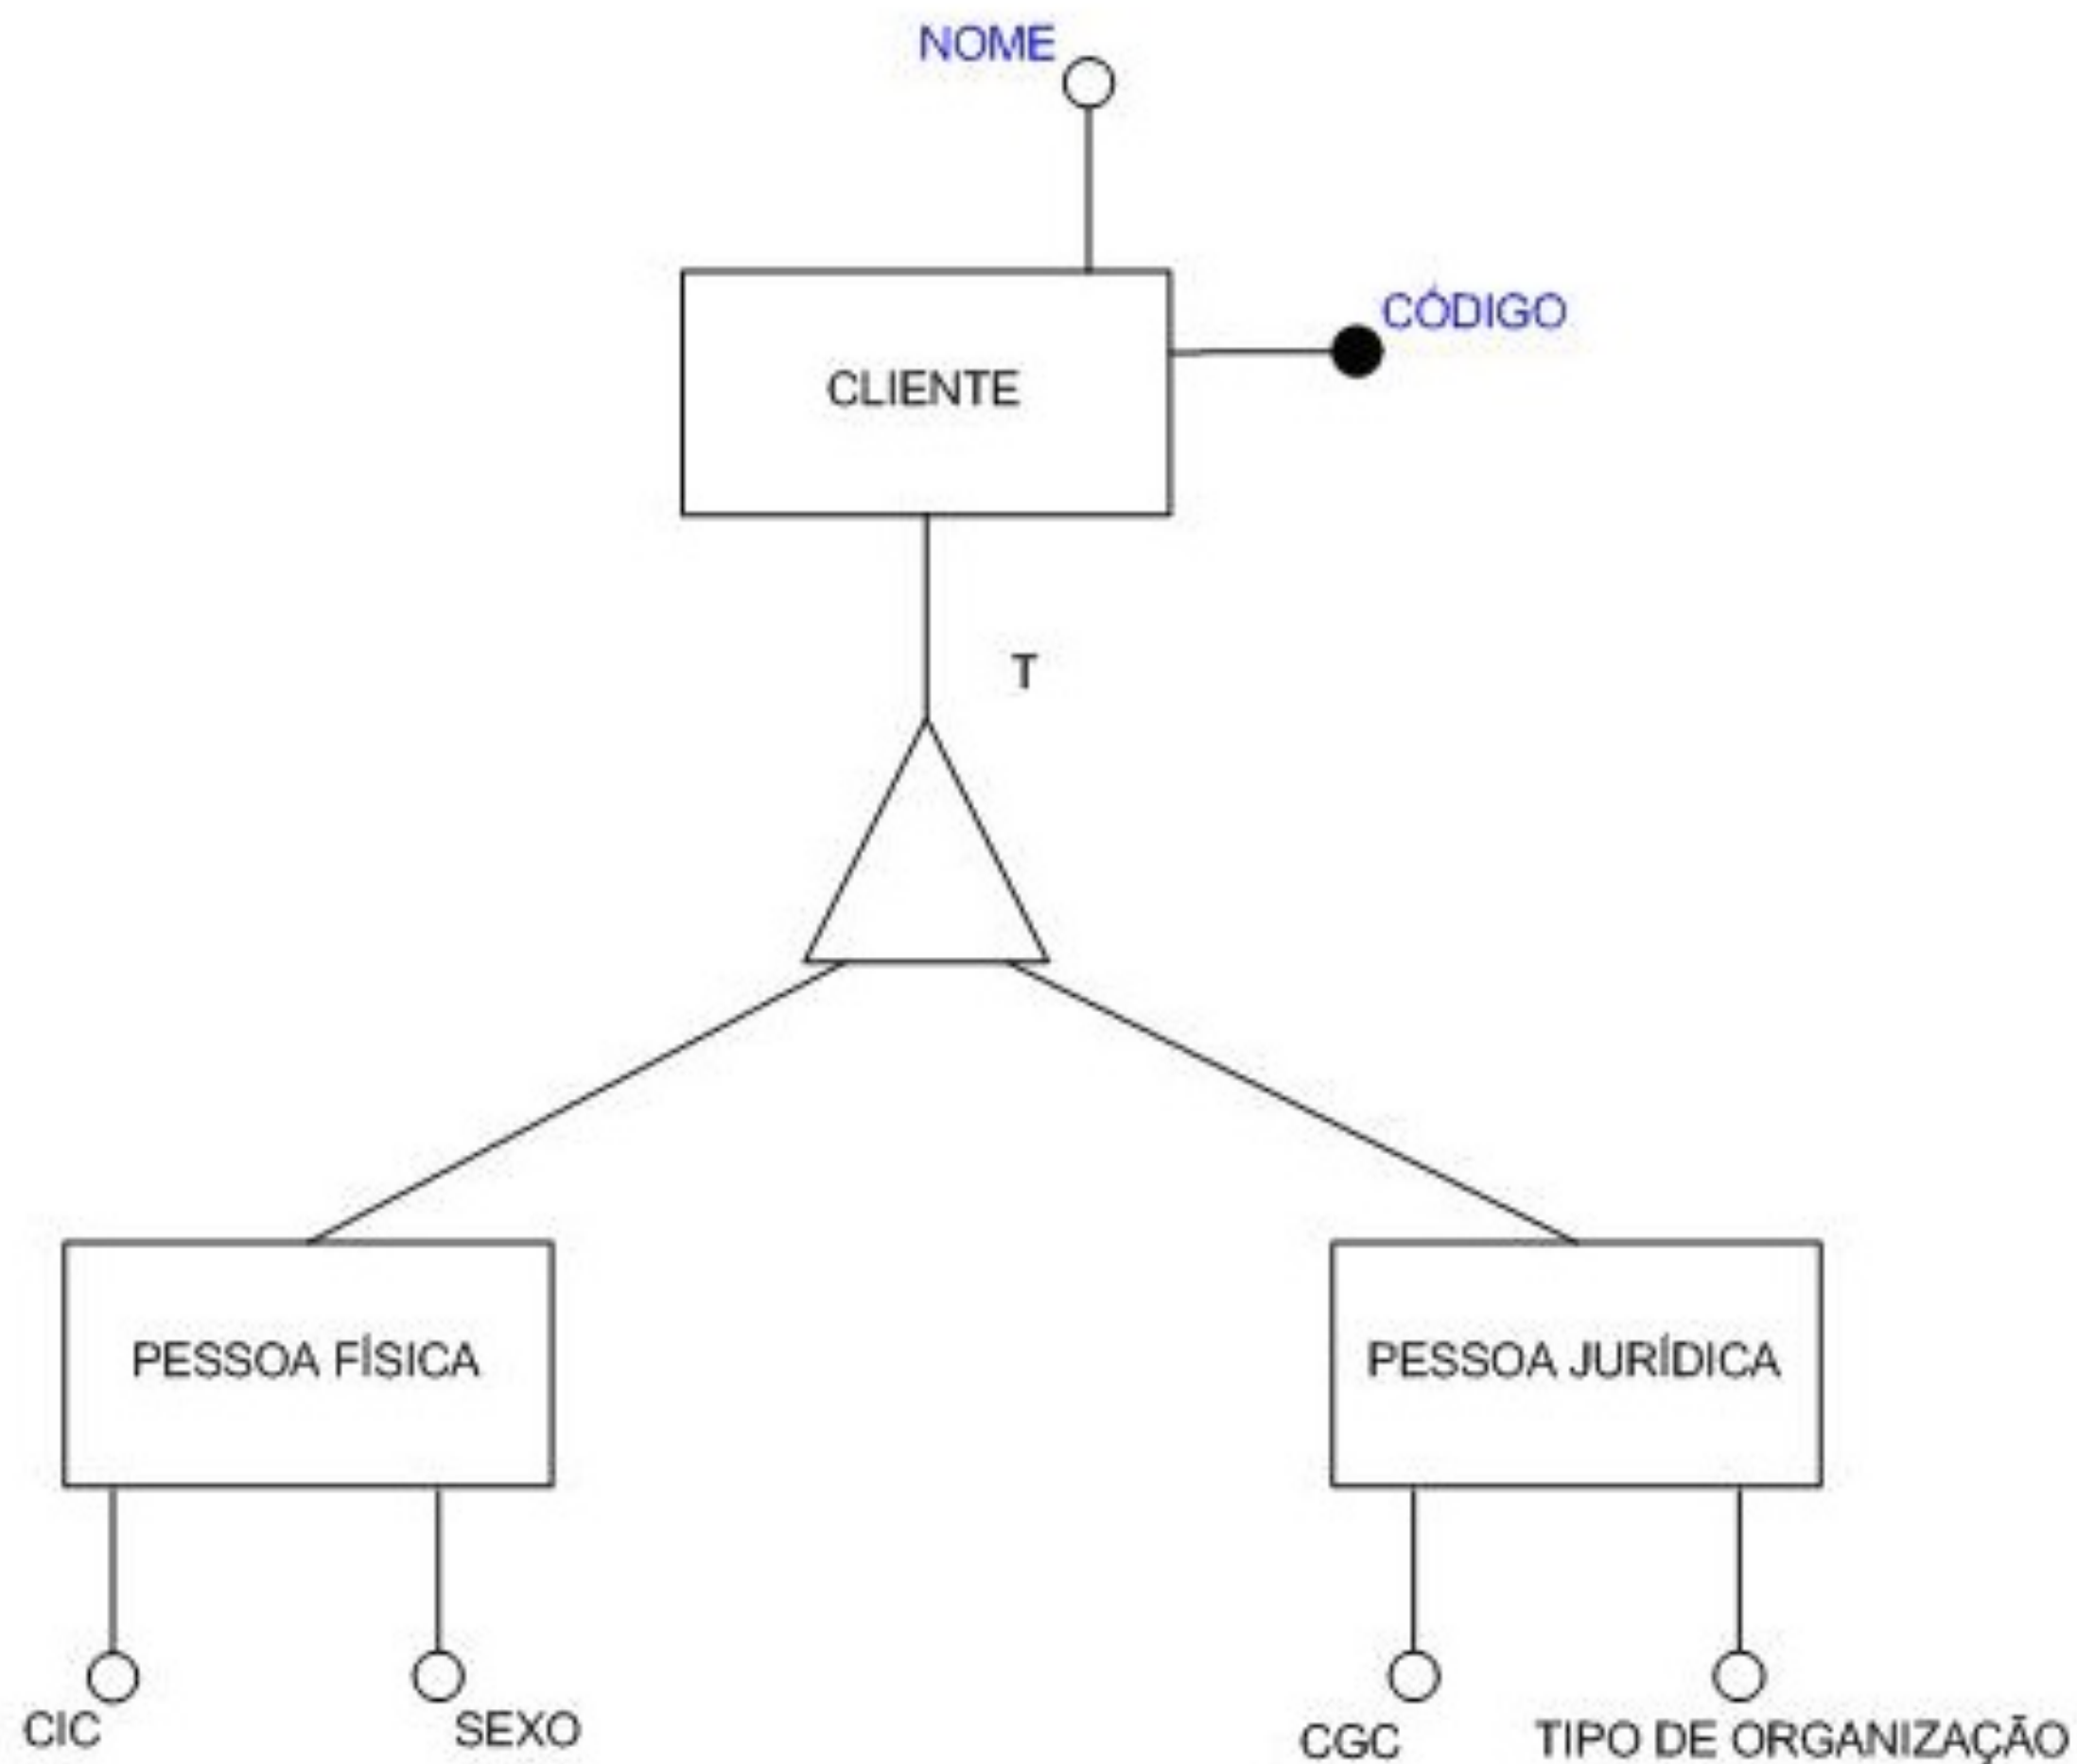 NOME
CÓDIGO
CLIENTE
T
PESSOA FÍSICA
PESSOA JURÍDICA
CIC
SEXO
CGC
TIPO DE ORGANIZAÇÃO